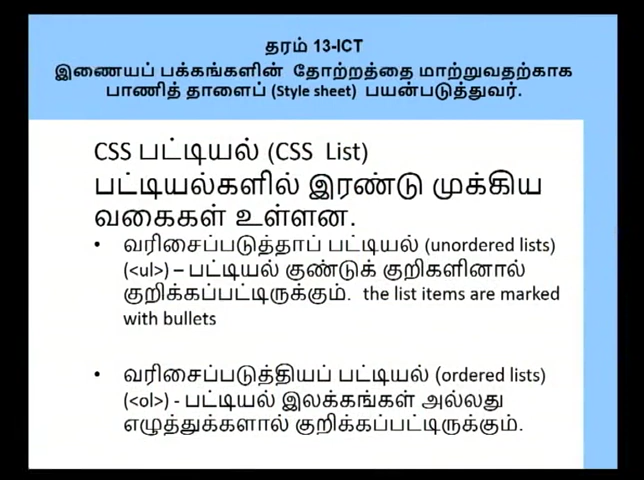 தரம் 13-ICT
இணையப் பக்கங்களின் தோற்றத்தை மாற்றுவதற்காக
பாணித் தாளைப் (Style sheet) பயன்படுத்துவர்.
CSS பட்டியல் (CSS List)
பட்டியல்களில் இரண்டு முக்கிய
வகைகள் உள்ளன.
• வரிசைப்படுத்தாப் பட்டியல் (unordered lists)
(<ul>) – பட்டியல் குண்டுக் குறிகளினால்
குறிக்கப்பட்டிருக்கும். the list items are marked
with bullets
• வரிசைப்படுத்தியப் பட்டியல் (ordered lists)
(<ol>) - பட்டியல் இலக்கங்கள் அல்லது
எழுத்துக்களால் குறிக்கப்பட்டிருக்கும்.